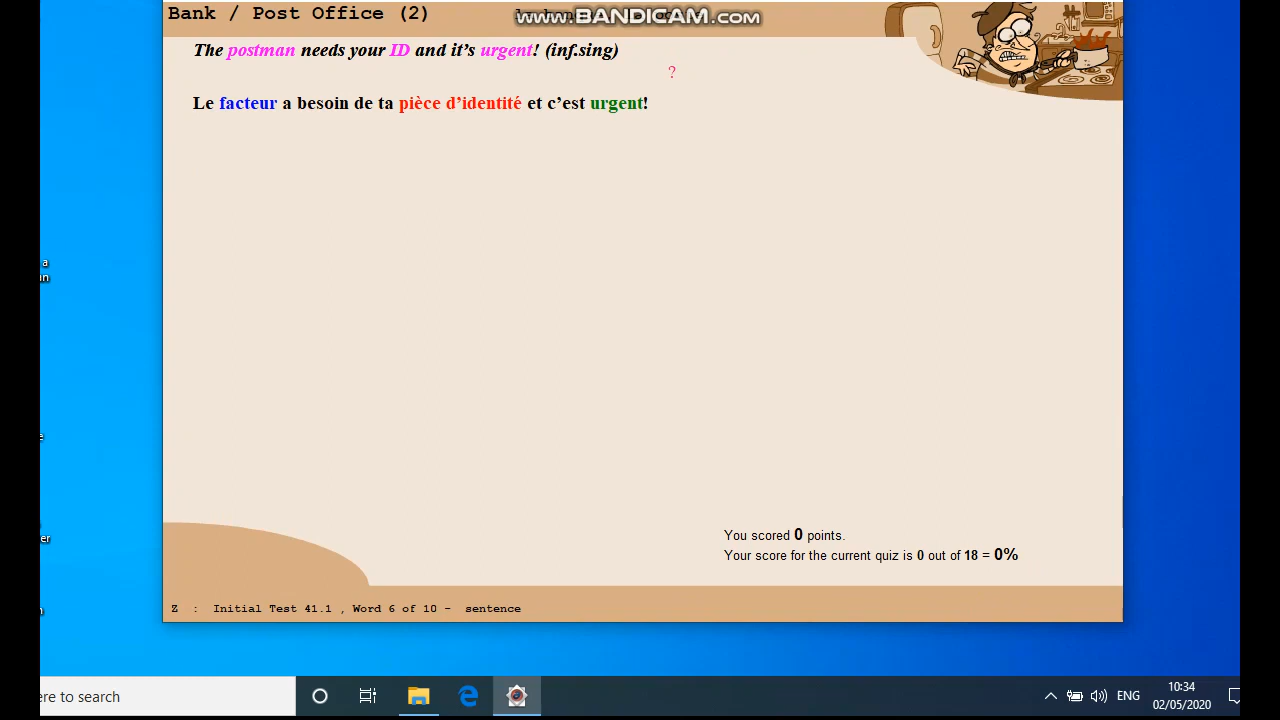 Bank / Post Office (2)
www.BANDICAM.com
The postman needs your ID and it's urgent! (inf.sing)
?
Le facteur a besoin de ta pièce d'identité et c'est urgent!
a
in
e
er
You scored 0 points.
Your score for the current quiz is 0 out of 18 = 0%
Z : Initial Test 41.1 , Word 6 of 10 - sentence
ere to search
ENG
10:34
02/05/2020